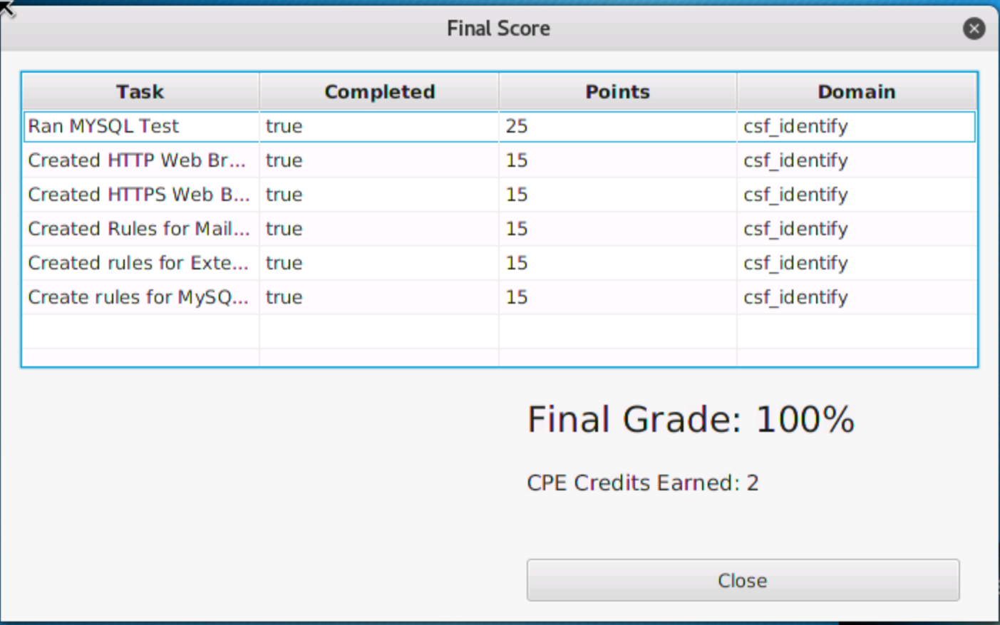 Final Score
Task Completed Points Domain
Ran MYSQL Test true 25 csf_identify
Created HTTP Web Br... true 15 csf_identify
Created HTTPS Web B... true 15 csf_identify
Created Rules for Mail... true 15 csf_identify
Created rules for Exte... true 15 csf_identify
Create rules for MySQ... true 15 csf_identify
Final Grade: 100%
CPE Credits Earned: 2
Close